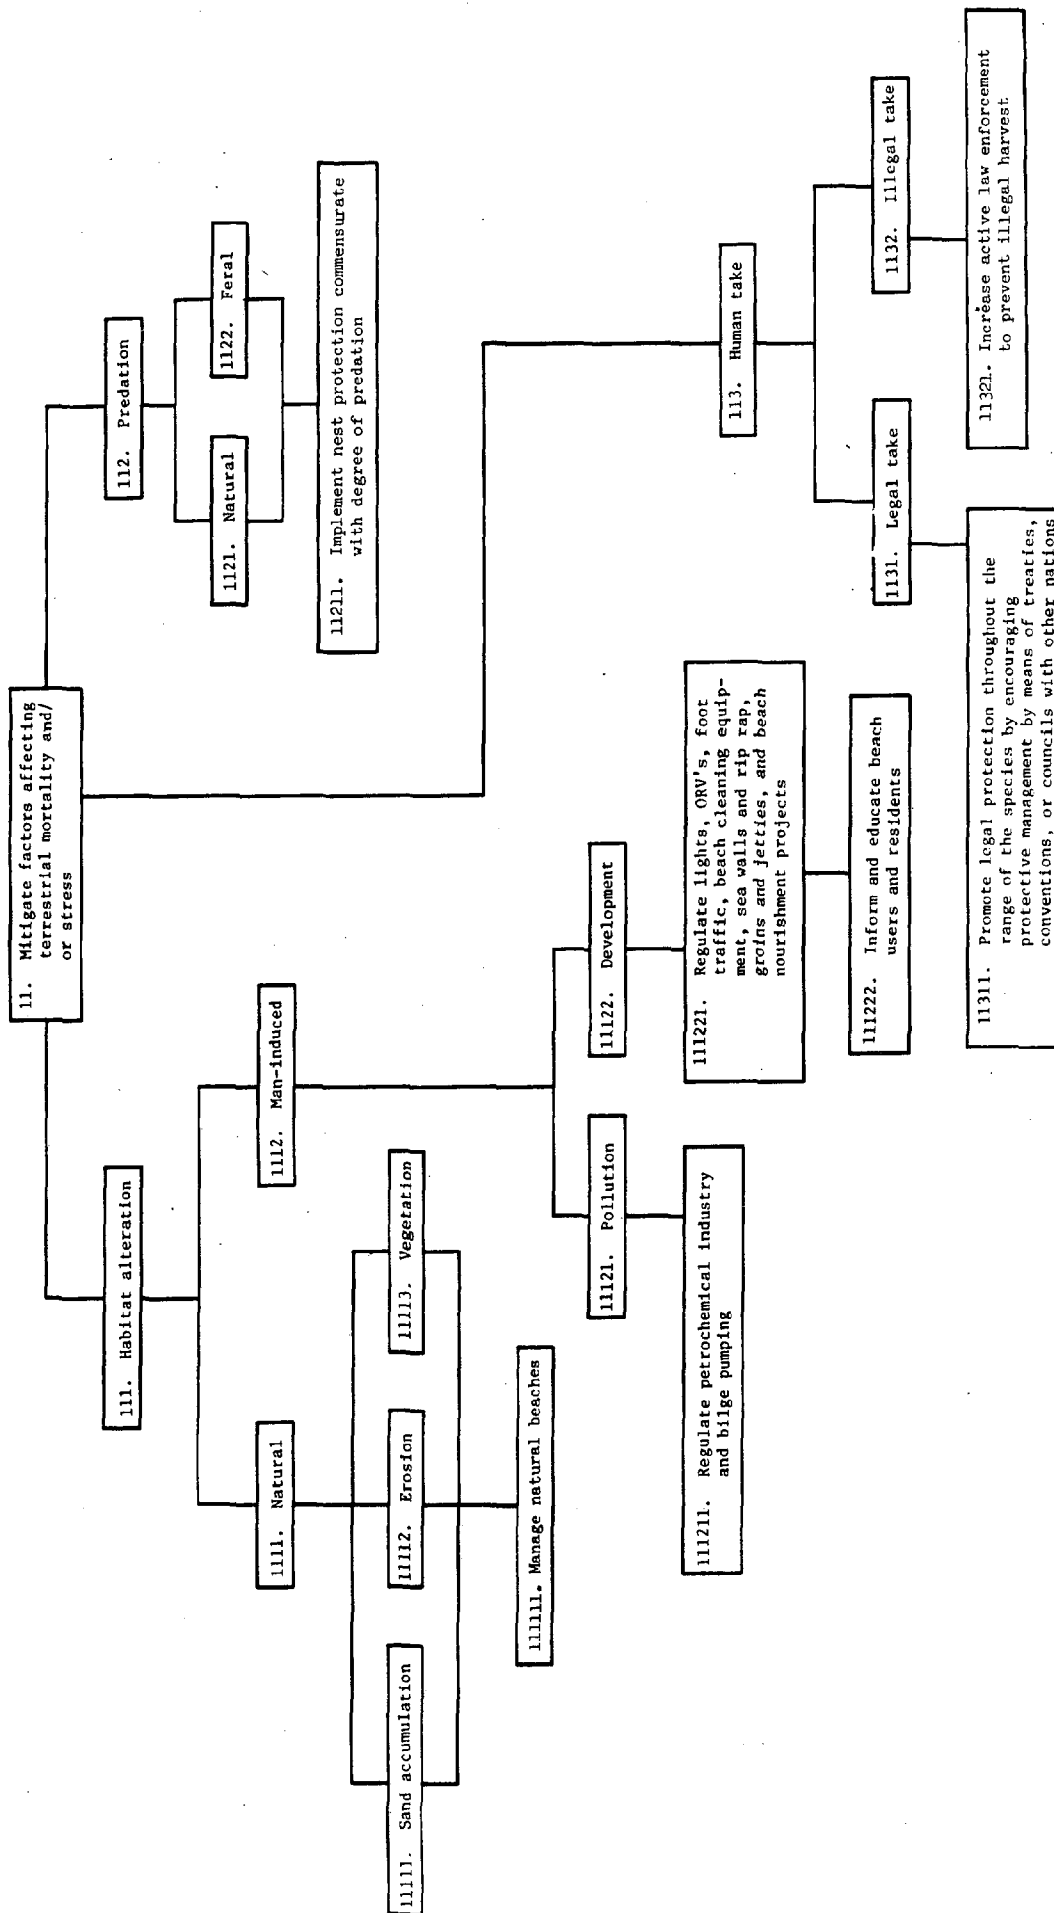 11. Mitigate factors affecting
terrestrial mortality and/
or stress
111. Habitat alteration
112. Predation
1121. Natural
1122. Feral
11211. Implement nest protection commensurate
with degree of predation
1111. Natural
1112. Man-induced
11111. Sand accumulation
11112. Erosion
11113. Vegetation
111111. Manage natural beaches
11121. Pollution
11122. Development
111211. Regulate petrochemical industry
and bilge pumping
111221. Regulate lights, ORV's, foot
traffic, beach cleaning equip-
ment, sea walls and rip rap,
groins and jetties, and beach
nourishment projects
111222. Inform and educate beach
users and residents
113. Human take
1131. Legal take
1132. Illegal take
11311. Promote legal protection throughout the
range of the species by encouraging
protective management by means of treaties,
conventions, or councils with other nations
11321. Increase active law enforcement
to prevent illegal harvest